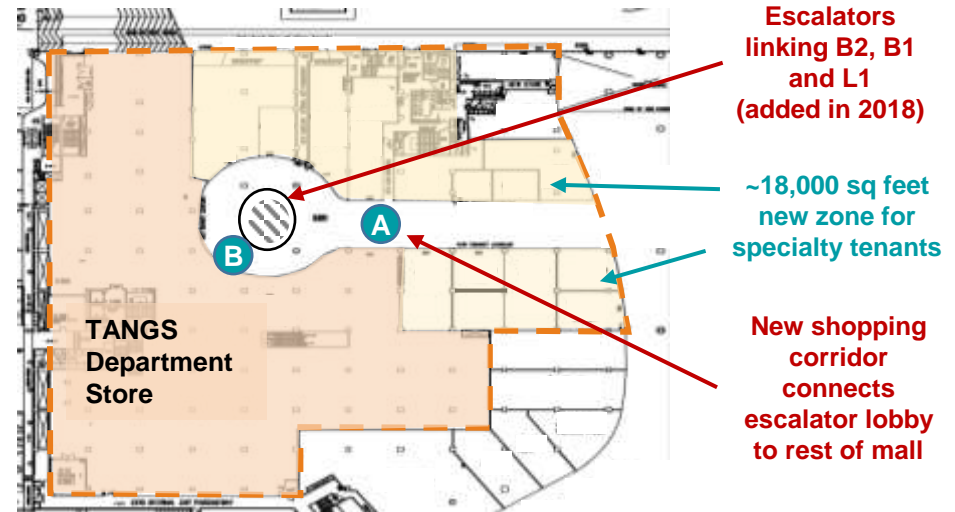 Escalators
linking B2, B1
and L1
(added in 2018)
~18,000 sq feet
new zone for
specialty tenants
A
B
TANGS
Department
Store
New shopping
corridor
connects
escalator lobby
to rest of mall